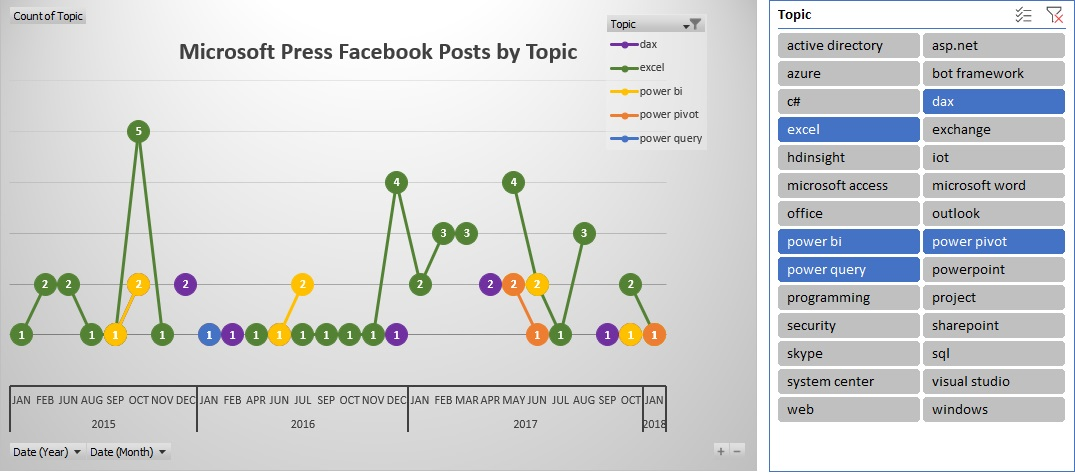 Count of Topic
Microsoft Press Facebook Posts by Topic
Topic
dax
excel
power bi
power pivot
power query
5
4 4
3 3 3
2 2 2 2 2 2 2 2 2 2
1 1 1 1 1 1 1 1 1 1 1 1 1 1 1 1 1 1
JAN FEB JUN AUG SEP OCT NOV DEC JAN FEB APR JUN JUL AUG SEP OCT NOV DEC JAN FEB MAR APR MAY JUN JUL AUG SEP OCT JAN
2015 2016 2017 2018
Date (Year) Date (Month)
+ −
Topic
active directory asp.net
azure bot framework
c# dax
excel exchange
hdinsight iot
microsoft access microsoft word
office outlook
power bi power pivot
power query powerpoint
programming project
security sharepoint
skype sql
system center visual studio
web windows